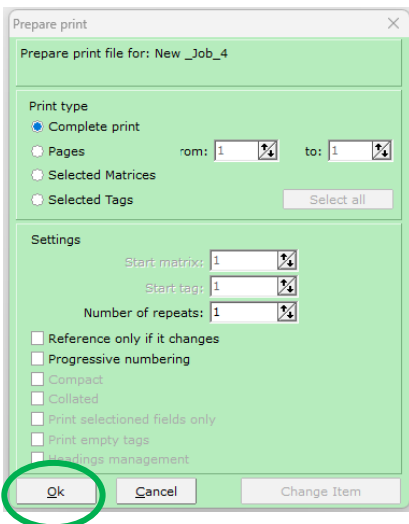 Prepare print
Prepare print file for: New _Job_4
Print type
Complete print
Pages rom: 1 to: 1
Selected Matrices
Selected Tags Select all
Settings
Start matrix: 1
Start tag: 1
Number of repeats: 1
Reference only if it changes
Progressive numbering
Compact
Collated
Print selectioned fields only
Print empty tags
Headings management
Ok Cancel Change Item